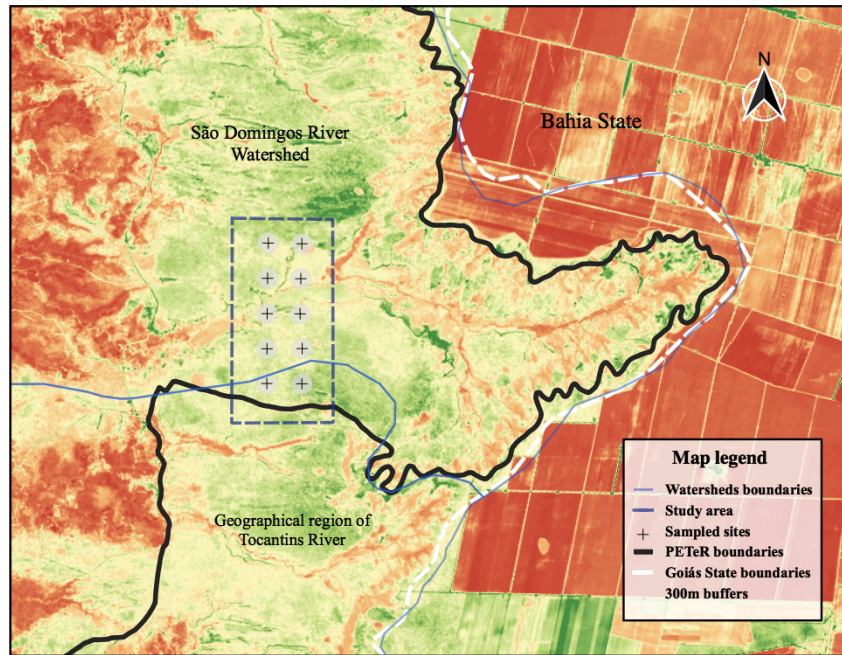 N
São Domingos River
Watershed
Bahia State
Geographical region of
Tocantins River
Map legend
Watersheds boundaries
Study area
Sampled sites
PETeR boundaries
Goiás State boundaries
300m buffers